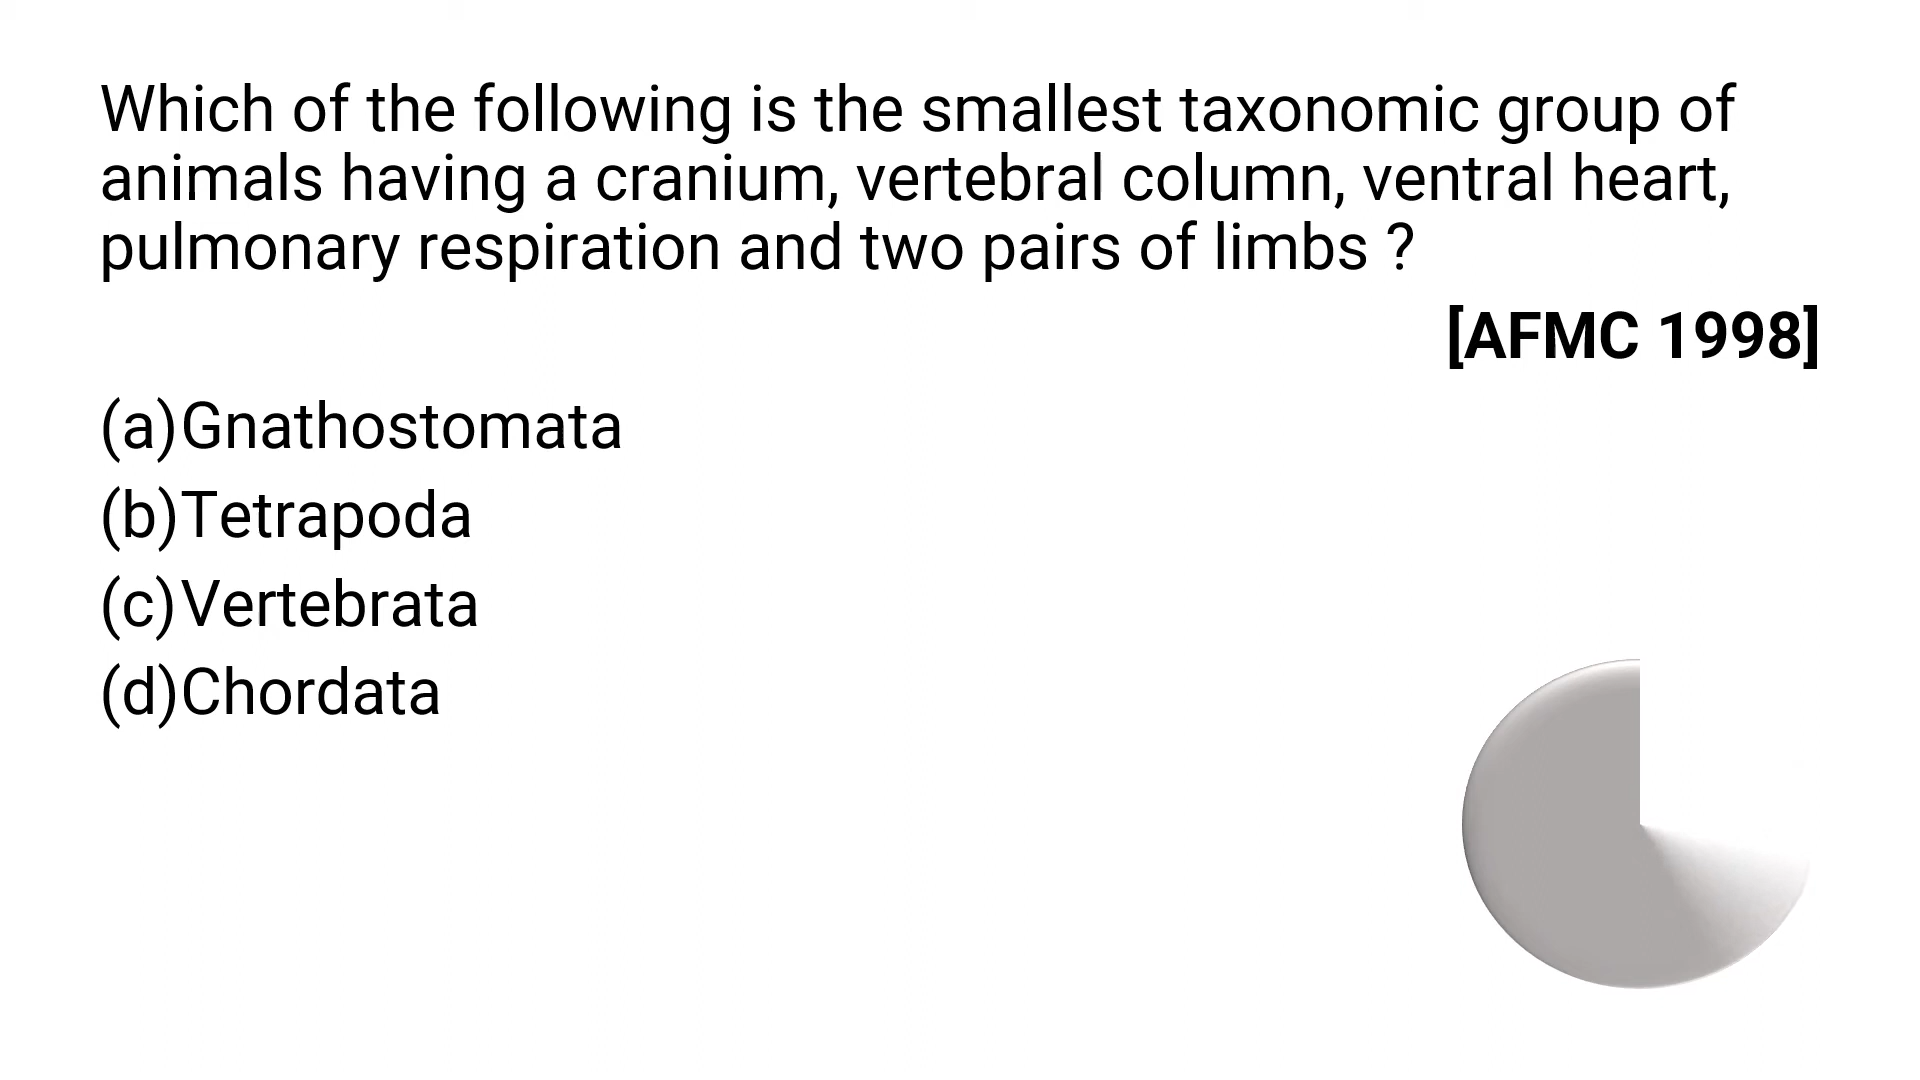 Which of the following is the smallest taxonomic group of
animals having a cranium, vertebral column, ventral heart,
pulmonary respiration and two pairs of limbs ?
[AFMC 1998]
(a)Gnathostomata
(b)Tetrapoda
(c)Vertebrata
(d)Chordata